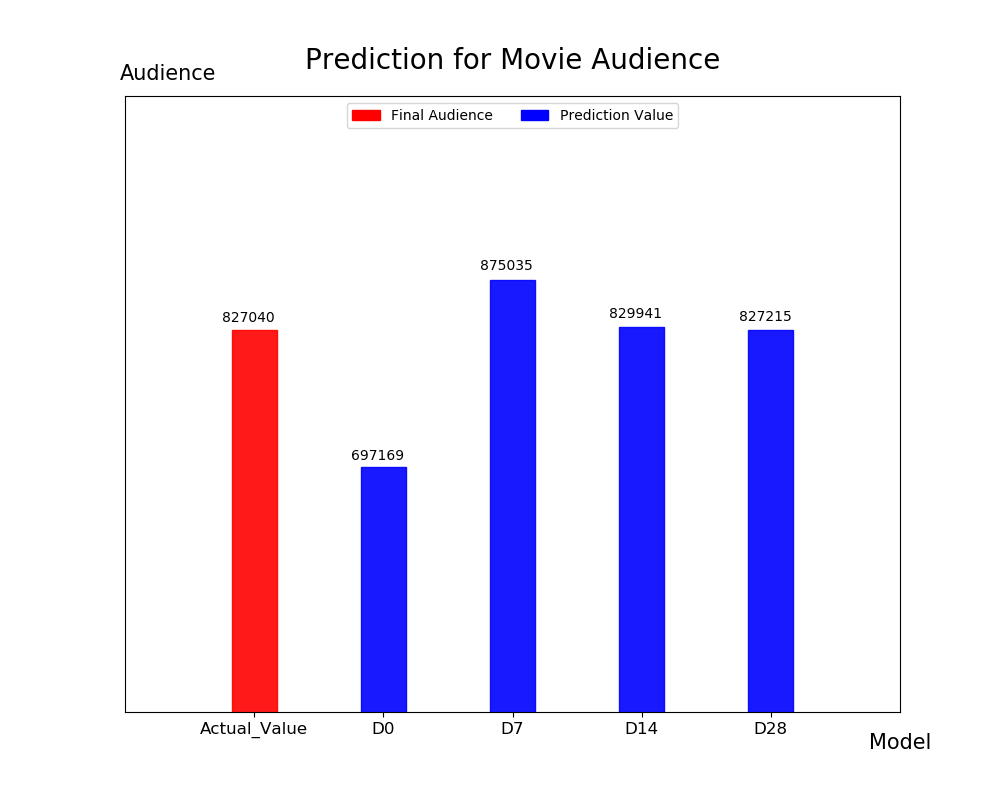 Prediction for Movie Audience
Audience
Final Audience Prediction Value
875035
827040
829941
827215
697169
Actual_Value D0 D7 D14 D28
Model